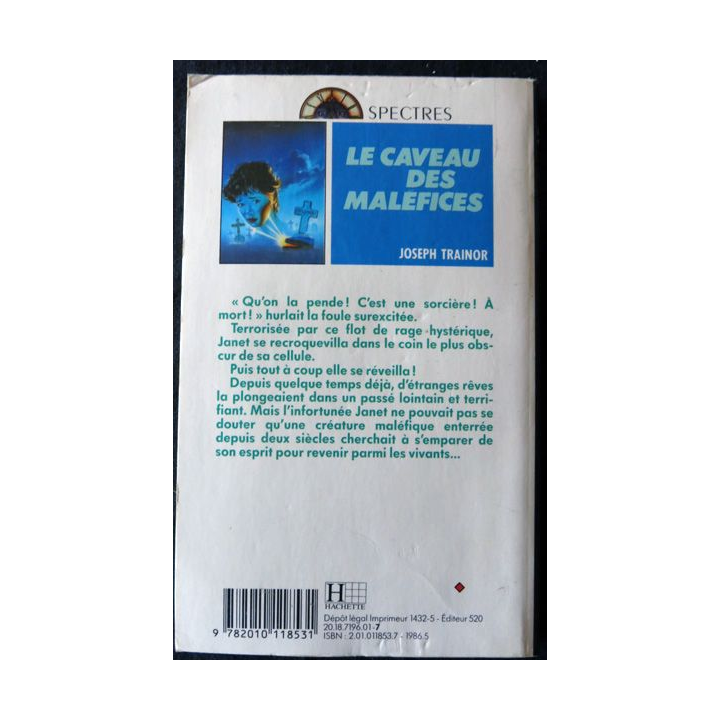 SPECTRES
LE CAVEAU
DES
MALEFICES
JOSEPH TRAINOR
« Qu'on la pende ! C'est une sorcière ! À
mort ! » hurlait la foule surexcitée.
Terrorisée par ce flot de rage hystérique,
Janet se recroquevilla dans le coin le plus obs-
cur de sa cellule.
Puis tout à coup elle se réveilla !
Depuis quelque temps déjà, d'étranges rêves
la plongeaient dans un passé lointain et terri-
fiant. Mais l'infortunée Janet ne pouvait pas se
douter qu'une créature maléfique enterrée
depuis deux siècles cherchait à s'emparer de
son esprit pour revenir parmi les vivants...
9 782010 118531
H
HACHETTE
Dépôt légal Imprimeur 1432-5 - Éditeur 520
20.18.7196.01-7
ISBN : 2.01.011853.7 - 1986.5